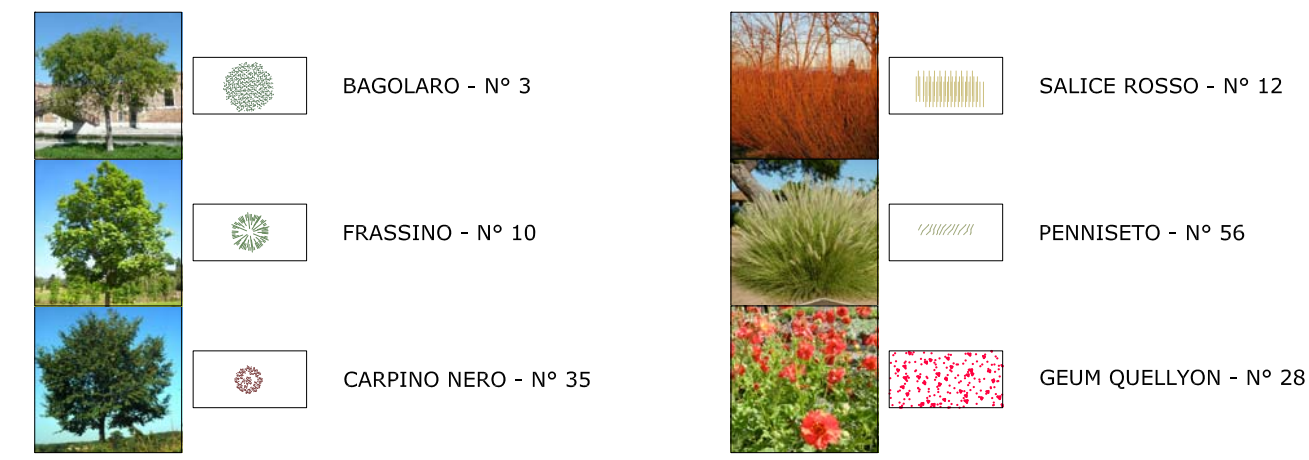 BAGOLARO - N° 3
FRASSINO - N° 10
CARPINO NERO - N° 35
SALICE ROSSO - N° 12
PENNISETO - N° 56
GEUM QUELLYON - N° 28